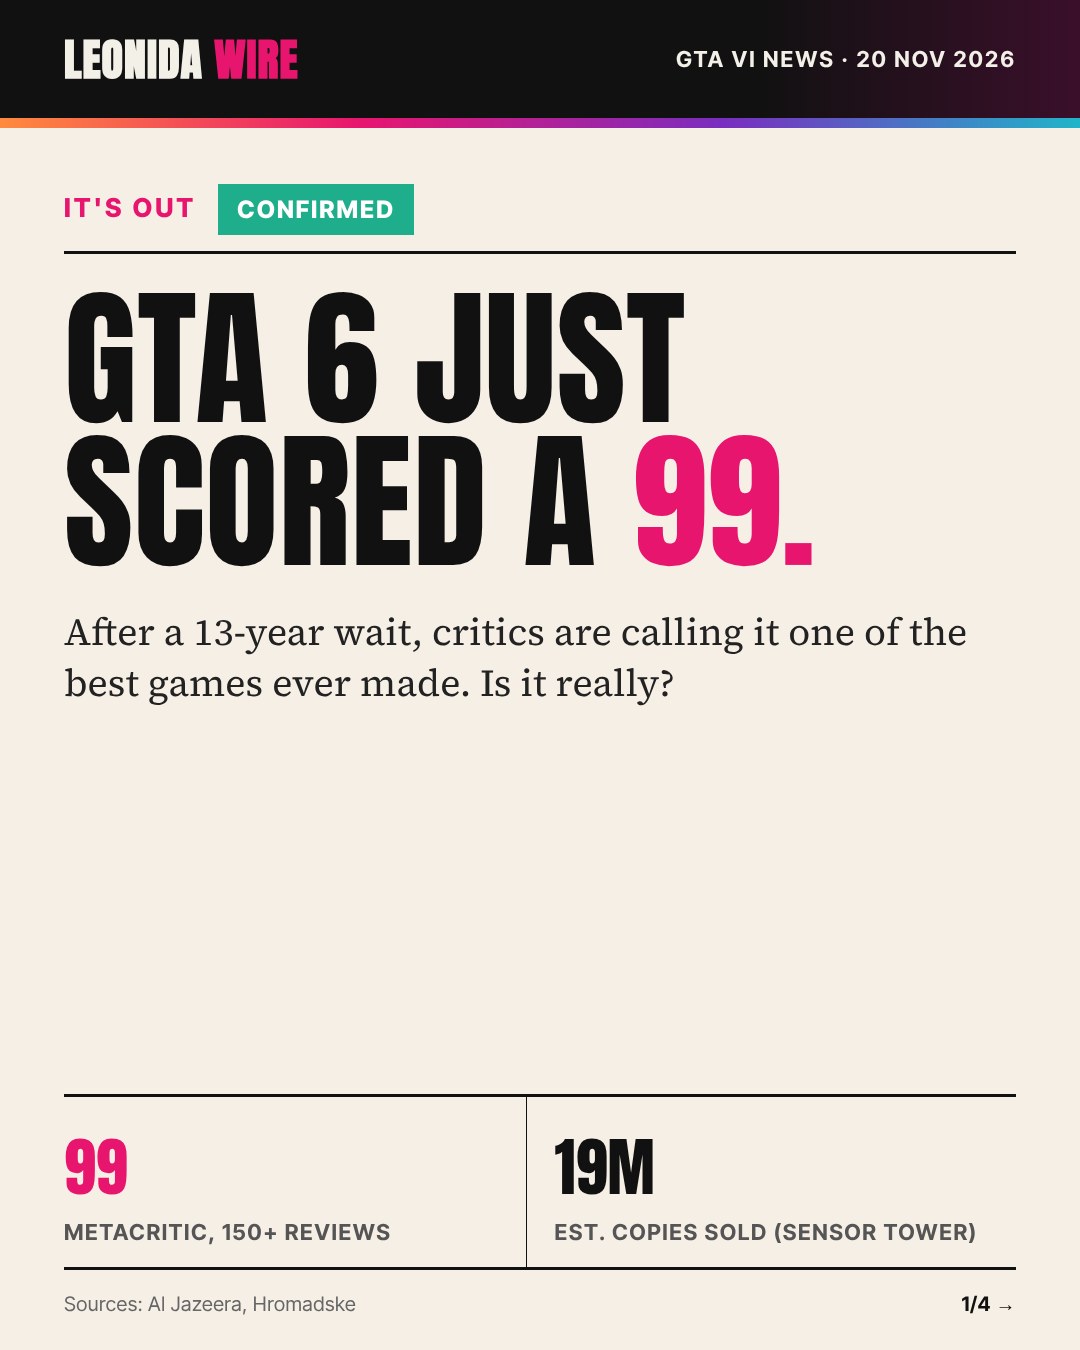 LEONIDA WIRE
GTA VI NEWS · 20 NOV 2026
IT'S OUT
CONFIRMED
GTA 6 JUST
SCORED A 99.
After a 13-year wait, critics are calling it one of the
best games ever made. Is it really?
99
METACRITIC, 150+ REVIEWS
19M
EST. COPIES SOLD (SENSOR TOWER)
Sources: Al Jazeera, Hromadske
1/4 →